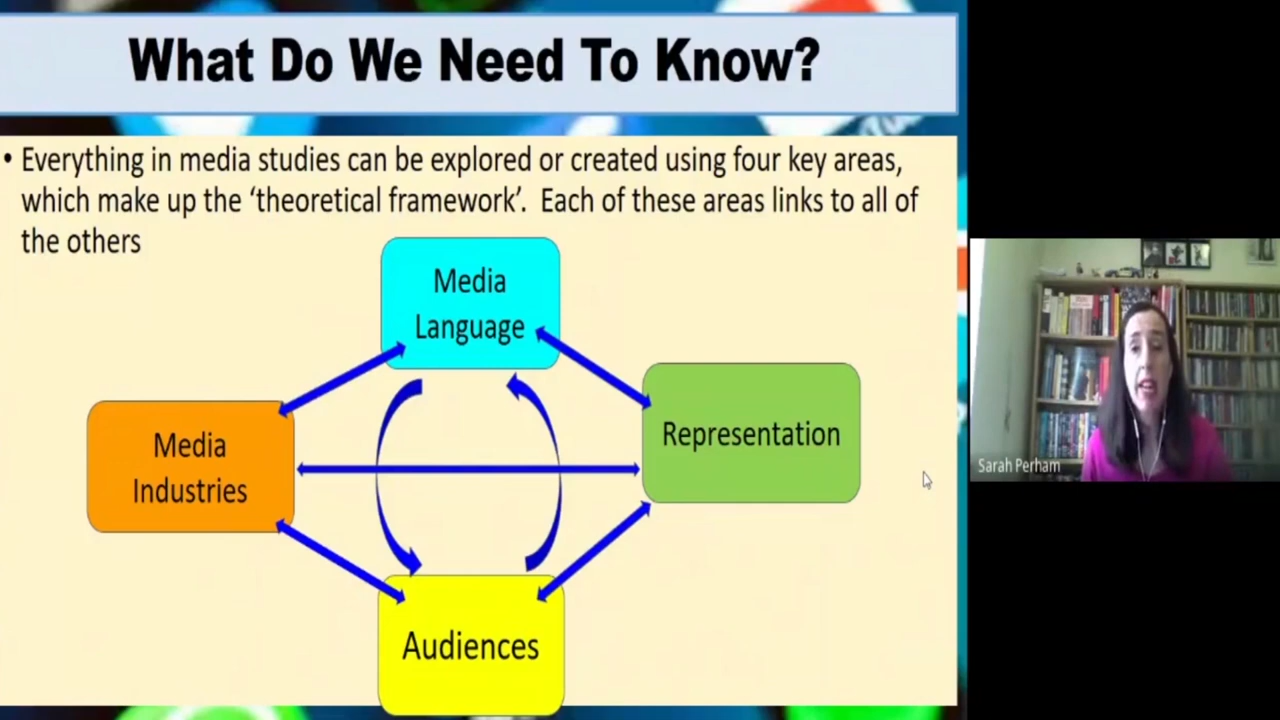 What Do We Need To Know?
• Everything in media studies can be explored or created using four key areas,
which make up the ‘theoretical framework’.  Each of these areas links to all of
the others
Media
Language
Representation
Media
Industries
Audiences
Sarah Perham